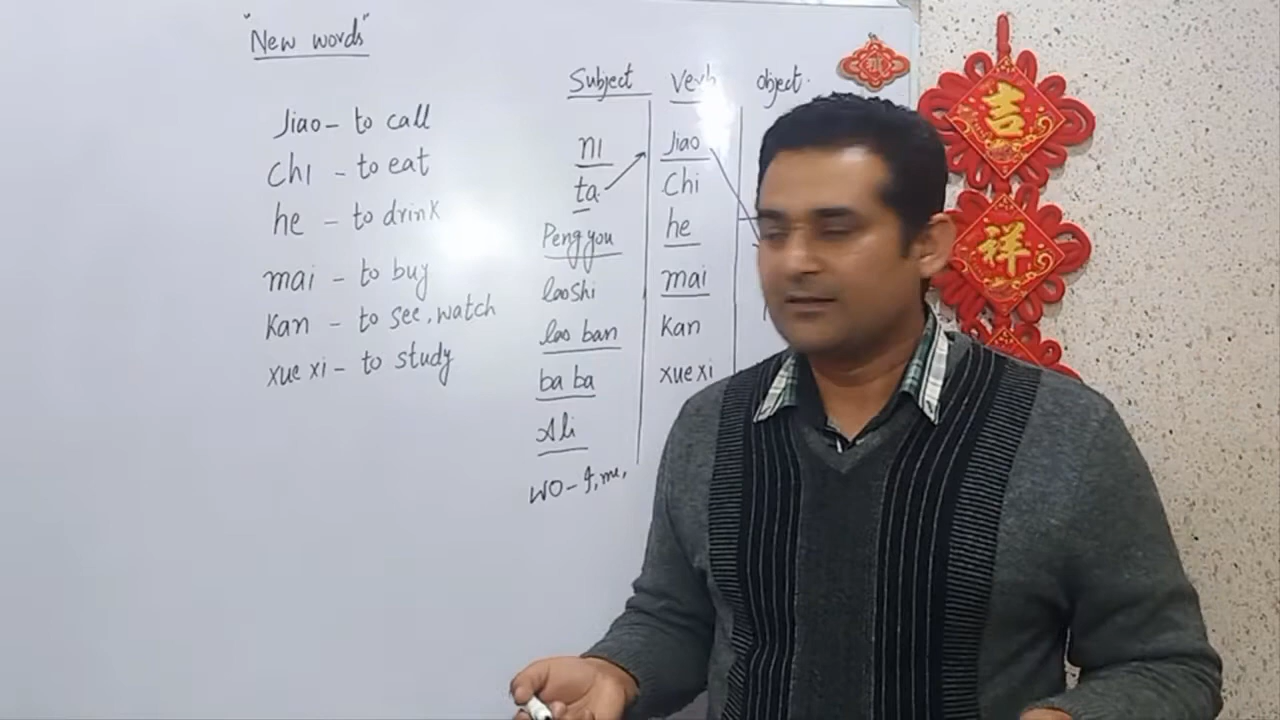 "New words"
Jiao - to call
chi - to eat
he - to drink
mai - to buy
Kan - to see, watch
xue xi - to study
Subject Verb object.
ni Jiao
ta Chi
Peng you he
laoshi mai
lao ban Kan
ba ba xue xi
Ali
wo - I, me,
吉
祥